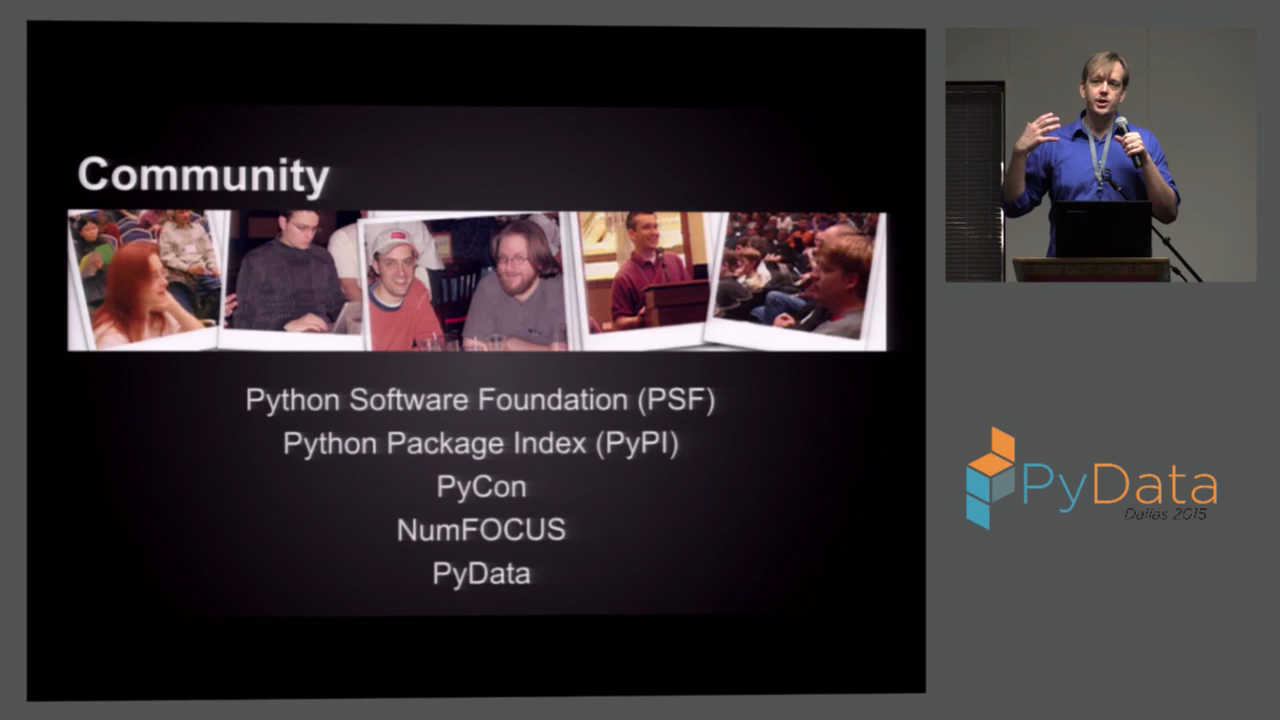 Community
Python Software Foundation (PSF)
Python Package Index (PyPI)
PyCon
NumFOCUS
PyData
PyData
Dallas 2015